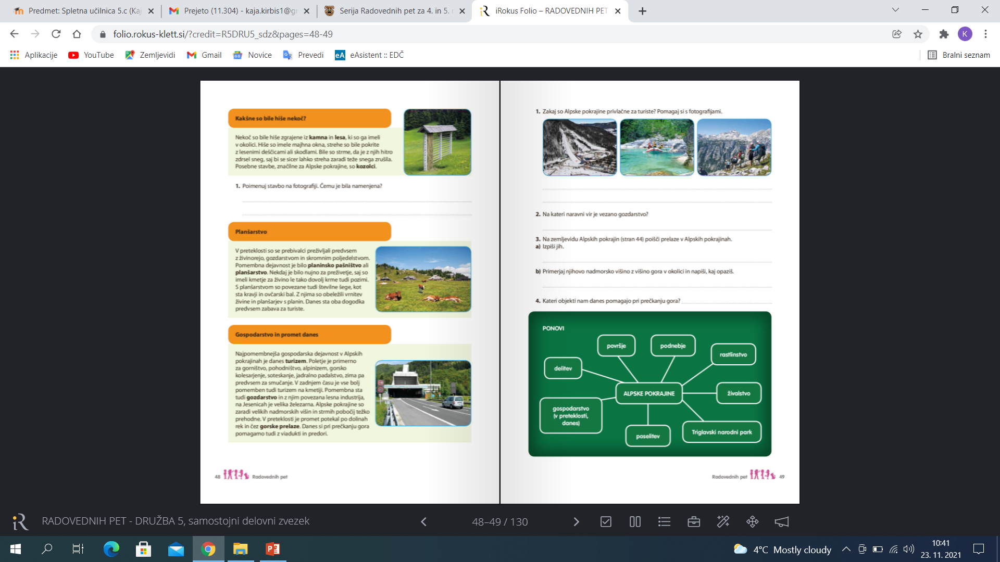 Predmet: Spletna učilnica 5.c (Kaj
Prejeto (11.304) - kaja.kirbis1@gm
Serija Radovednih pet za 4. in 5. r
iRokus Folio – RADOVEDNIH PET
folio.rokus-klett.si/?credit=R5DRU5_sdz&pages=48-49
K
Aplikacije YouTube Zemljevidi Gmail Novice Prevedi eA eAsistent :: EDČ Bralni seznam
Kakšne so bile hiše nekoč?
Nekoč so bile hiše zgrajene iz kamna in lesa, ki so ga imeli
v okolici. Hiše so imele majhna okna, strehe so bile pokrite
z lesenimi deščicami ali skodlami. Bile so strme, da je z njih hitro
zdrsel sneg, saj bi se sicer lahko streha zaradi teže snega zrušila.
Posebne stavbe, značilne za Alpske pokrajine, so kozolci.
1. Poimenuj stavbo na fotografiji. Čemu je bila namenjena?
Planšarstvo
V preteklosti so se prebivalci preživljali predvsem
z živinorejo, gozdarstvom in skromnim poljedelstvom.
Pomembna dejavnost je bilo planinsko pašništvo ali
planšarstvo. Nekdaj je bilo nujno za preživetje, saj so
imeli kmetje za živino le tako dovolj krme tudi pozimi.
S planšarstvom so povezane tudi številne šege, kot
sta kravji in ovčarski bal. Z njima so obeležili vrnitev
živine in planšarjev s planin. Danes sta oba dogodka
predvsem zabava za turiste.
Gospodarstvo in promet danes
Najpomembnejša gospodarska dejavnost v Alpskih
pokrajinah je danes turizem. Poletje je primerno
za gorništvo, pohodništvo, alpinizem, gorsko
kolesarjenje, soteskanje, jadralno padalstvo, zima pa
predvsem za smučanje. V zadnjem času je vse bolj
pomemben tudi turizem na kmetiji. Pomembna sta
tudi gozdarstvo in z njim povezana lesna industrija,
na Jesenicah je velika železarna. Alpske pokrajine so
zaradi velikih nadmorskih višin in strmih pobočij težko
prehodne. V preteklosti je promet potekal po dolinah
rek in čez gorske prelaze. Danes si pri prečkanju gora
pomagamo tudi z viadukti in predori.
48 Radovednih pet
1. Zakaj so Alpske pokrajine privlačne za turiste? Pomagaj si s fotografijami.
2. Na kateri naravni vir je vezano gozdarstvo?
3. Na zemljevidu Alpskih pokrajin (stran 44) poišči prelaze v Alpskih pokrajinah.
a) Izpiši jih.
b) Primerjaj njihovo nadmorsko višino z višino gora v okolici in napiši, kaj opaziš.
4. Kateri objekti nam danes pomagajo pri prečkanju gora?
PONOVI
površje
podnebje
rastlinstvo
delitev
ALPSKE POKRAJINE
živalstvo
gospodarstvo
(v preteklosti,
danes)
poselitev
Triglavski narodni park
Radovednih pet 49
iR RADOVEDNIH PET - DRUŽBA 5, samostojni delovni zvezek
48–49 / 130
4°C Mostly cloudy
10:41
23. 11. 2021